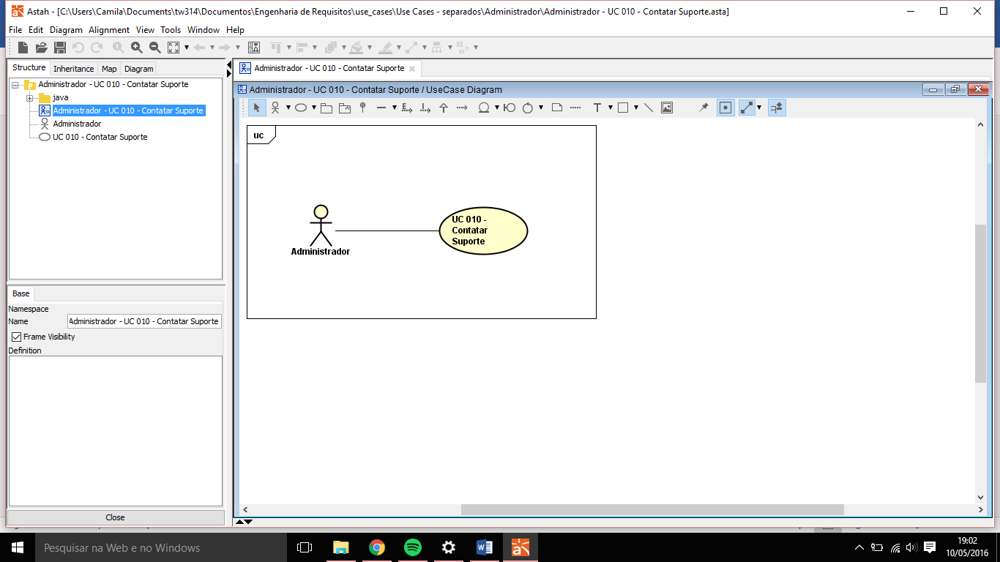 Astah - [C:\Users\Camila\Documents\tw314\Documentos\Engenharia de Requisitos\use_cases\Use Cases - separados\Administrador\Administrador - UC 010 - Contatar Suporte.asta]
File Edit Diagram Alignment View Tools Window Help
Structure Inheritance Map Diagram
Administrador - UC 010 - Contatar Suporte
java
Administrador - UC 010 - Contatar Suporte
Administrador
UC 010 - Contatar Suporte
Base
Namespace
Name Administrador - UC 010 - Contatar Suporte
Frame Visibility
Definition
Close
Administrador - UC 010 - Contatar Suporte
Administrador - UC 010 - Contatar Suporte / UseCase Diagram
uc
Administrador
UC 010 -
Contatar
Suporte
Pesquisar na Web e no Windows
19:02
10/05/2016